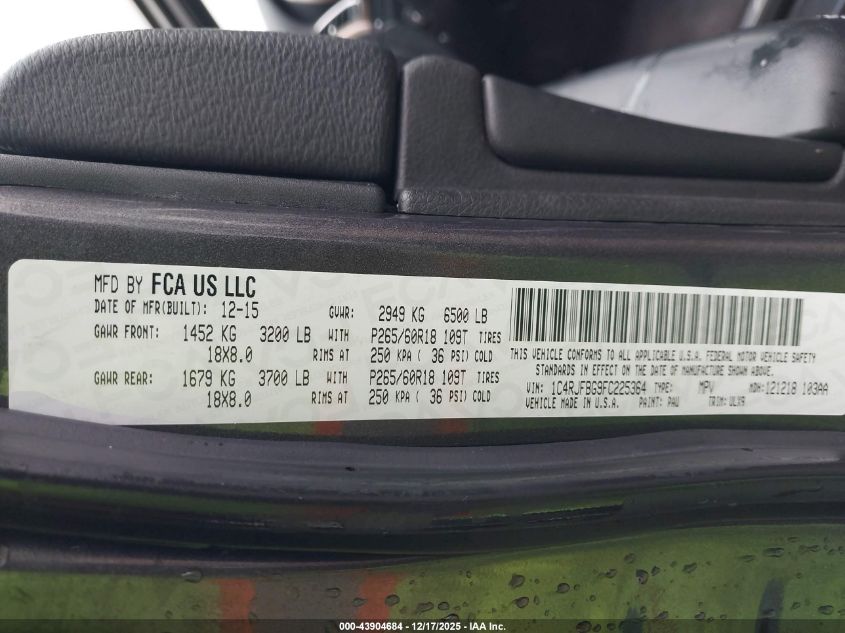 MFD BY FCA US LLC
DATE OF MFR(BUILT): 12-15 GVWR: 2949 KG 6500 LB
GAWR FRONT: 1452 KG 3200 LB WITH P265/60R18 109T TIRES
18X8.0 RIMS AT 250 KPA ( 36 PSI) COLD
GAWR REAR: 1679 KG 3700 LB WITH P265/60R18 109T TIRES
18X8.0 RIMS AT 250 KPA ( 36 PSI) COLD
THIS VEHICLE CONFORMS TO ALL APPLICABLE U.S.A. FEDERAL MOTOR VEHICLE SAFETY
STANDARDS IN EFFECT ON THE DATE OF MANUFACTURE SHOWN ABOVE.
VIN: 1C4RJFBG9FC225364 TYPE: MPV MDH: 121218 103AA
VEHICLE MADE IN U.S.A. PAINT: PAU TRIM:
000-43904684 - 12/17/2025 - IAA Inc.